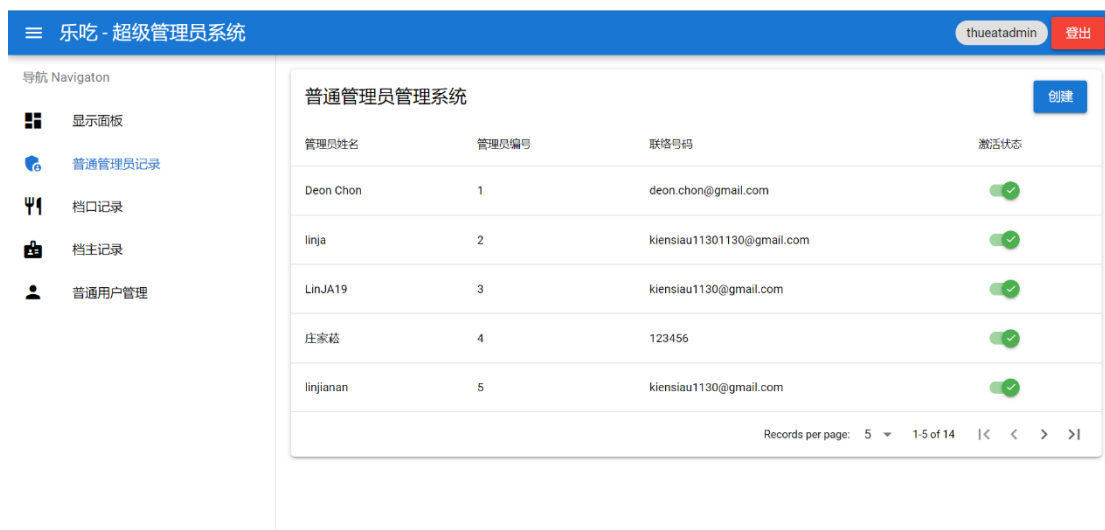 乐吃 - 超级管理员系统 thueatadmin 登出
导航 Navigaton
显示面板
普通管理员记录
档口记录
档主记录
普通用户管理
普通管理员管理系统 创建
管理员姓名 管理员编号 联络号码 激活状态
Deon Chon 1 deon.chon@gmail.com
linja 2 kiensiau11301130@gmail.com
LinJA19 3 kiensiau1130@gmail.com
庄家菘 4 123456
linjianan 5 kiensiau1130@gmail.com
Records per page: 5 1-5 of 14